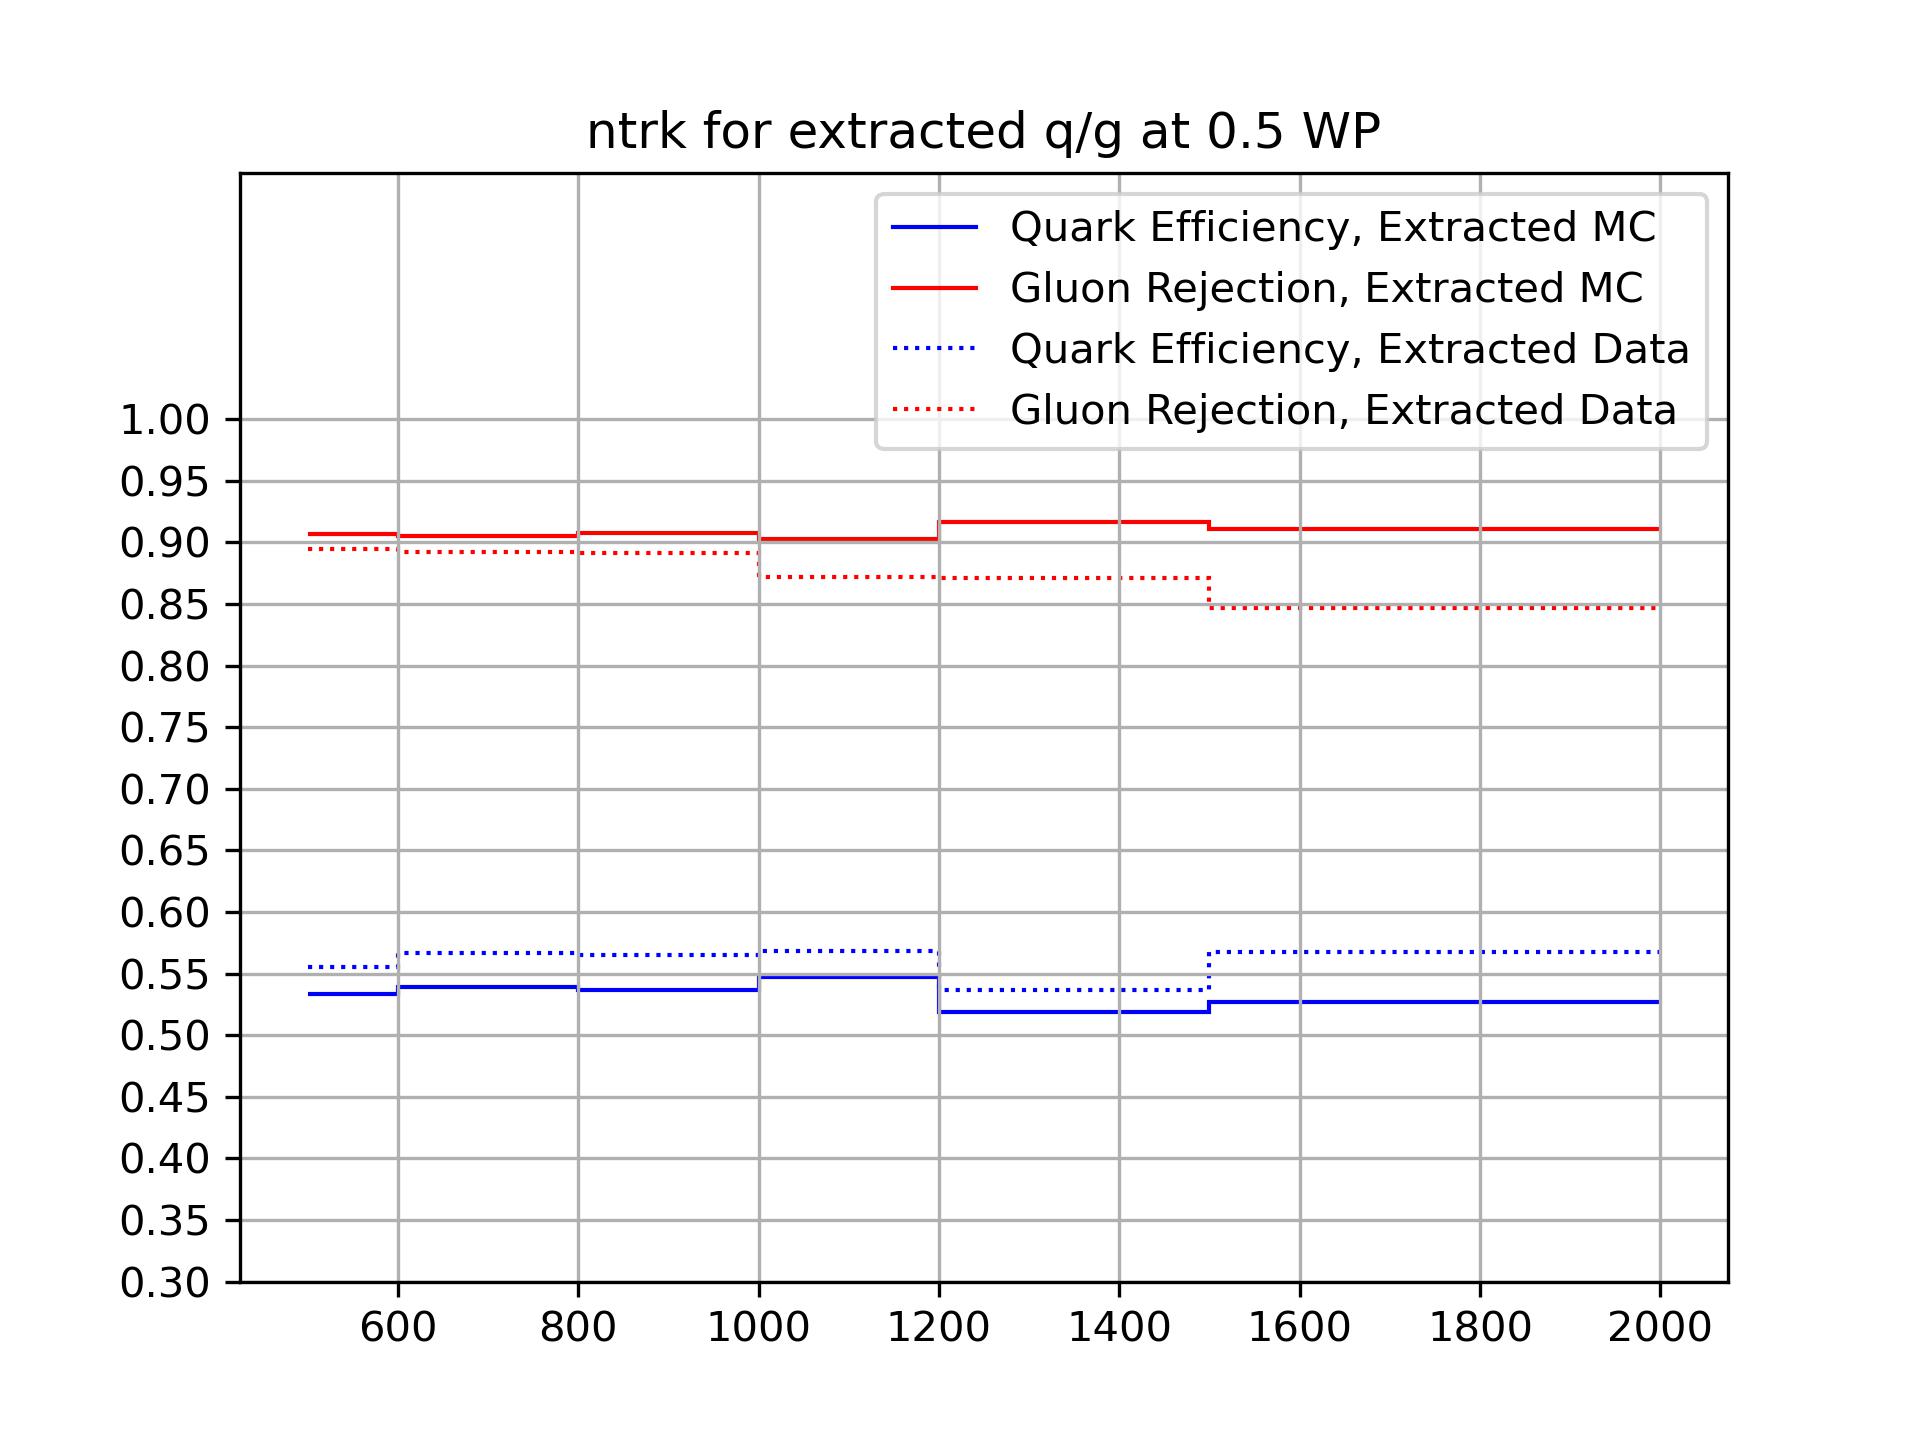 ntrk for extracted q/g at 0.5 WP
Quark Efficiency, Extracted MC
Gluon Rejection, Extracted MC
Quark Efficiency, Extracted Data
Gluon Rejection, Extracted Data
1.00
0.95
0.90
0.85
0.80
0.75
0.70
0.65
0.60
0.55
0.50
0.45
0.40
0.35
0.30
600 800 1000 1200 1400 1600 1800 2000